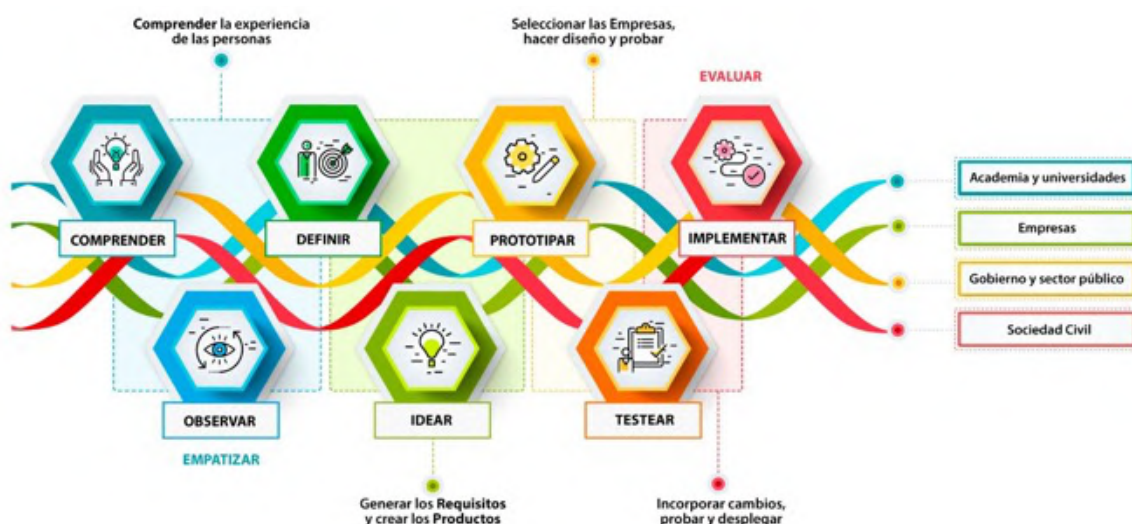 Comprender la experiencia
de las personas
Seleccionar las Empresas,
hacer diseño y probar
EVALUAR
COMPRENDER
DEFINIR
PROTOTIPAR
IMPLEMENTAR
Academia y universidades
Empresas
Gobierno y sector público
Sociedad Civil
OBSERVAR
IDEAR
TESTEAR
EMPATIZAR
Generar los Requisitos
y crear los Productos
Incorporar cambios,
probar y desplegar